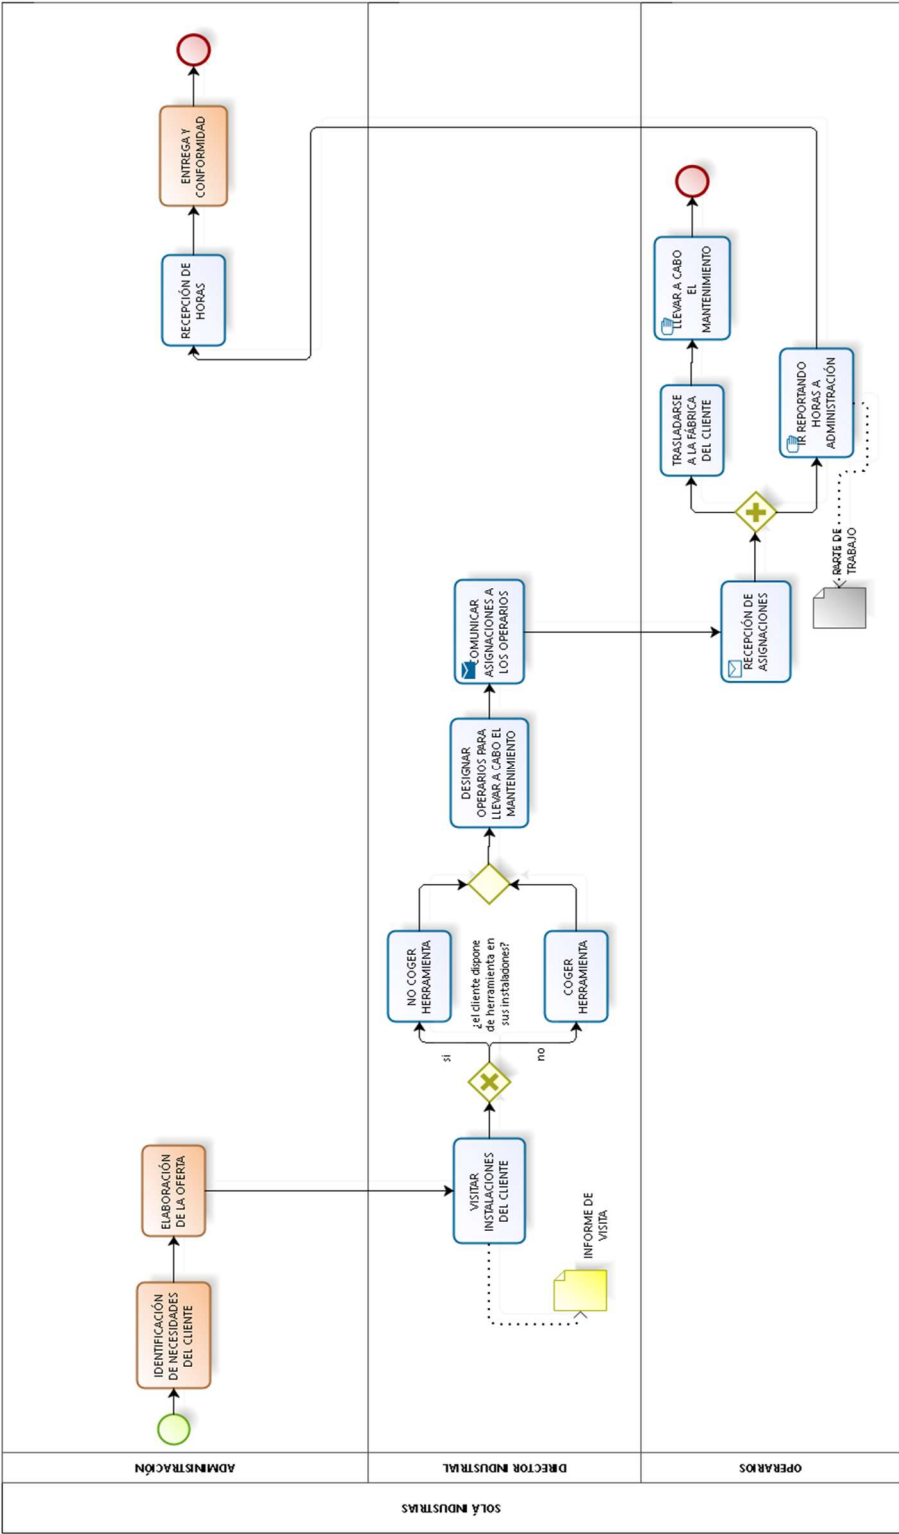 SOLÁ INDUSTRIAS
ADMINISTRACIÓN
IDENTIFICACIÓN
DE NECESIDADES
DEL CLIENTE
ELABORACIÓN
DE LA OFERTA
RECEPCIÓN DE
HORAS
ENTREGA Y
CONFORMIDAD
DIRECTOR INDUSTRIAL
VISITAR
INSTALACIONES
DEL CLIENTE
INFORME DE
VISITA
si
no
¿el cliente dispone
de herramienta en
sus instalaciones?
NO COGER
HERRAMIENTA
COGER
HERRAMIENTA
DESIGNAR
OPERARIOS PARA
LLEVAR A CABO EL
MANTENIMIENTO
COMUNICAR
ASIGNACIONES A
LOS OPERARIOS
OPERARIOS
RECEPCIÓN DE
ASIGNACIONES
TRASLADARSE
A LA FÁBRICA
DEL CLIENTE
LLEVAR A CABO
EL
MANTENIMIENTO
IR REPORTANDO
HORAS A
ADMINISTRACIÓN
PARTE DE
TRABAJO